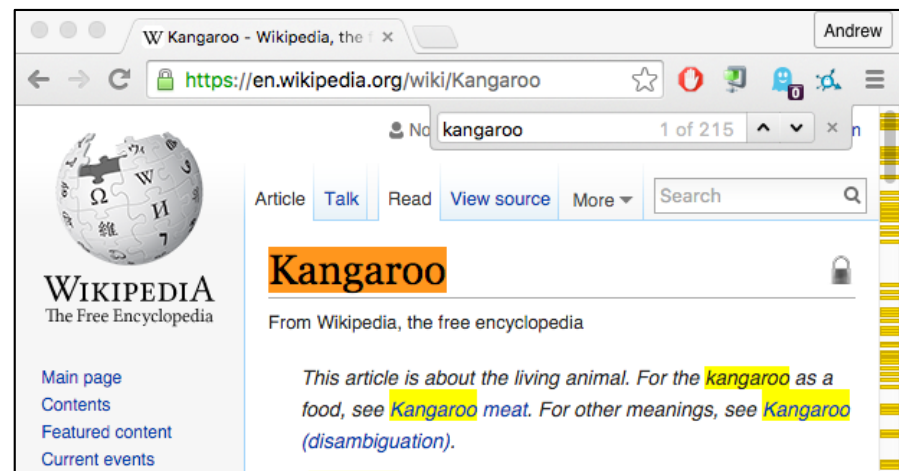 W Kangaroo - Wikipedia, the f
Andrew
https://en.wikipedia.org/wiki/Kangaroo
0
No
kangaroo 1 of 215
n
Ω W И 維 7
WIKIPEDIA
The Free Encyclopedia
Article Talk Read View source More Search
Kangaroo
From Wikipedia, the free encyclopedia
This article is about the living animal. For the kangaroo as a
food, see Kangaroo meat. For other meanings, see Kangaroo
(disambiguation).
Main page
Contents
Featured content
Current events